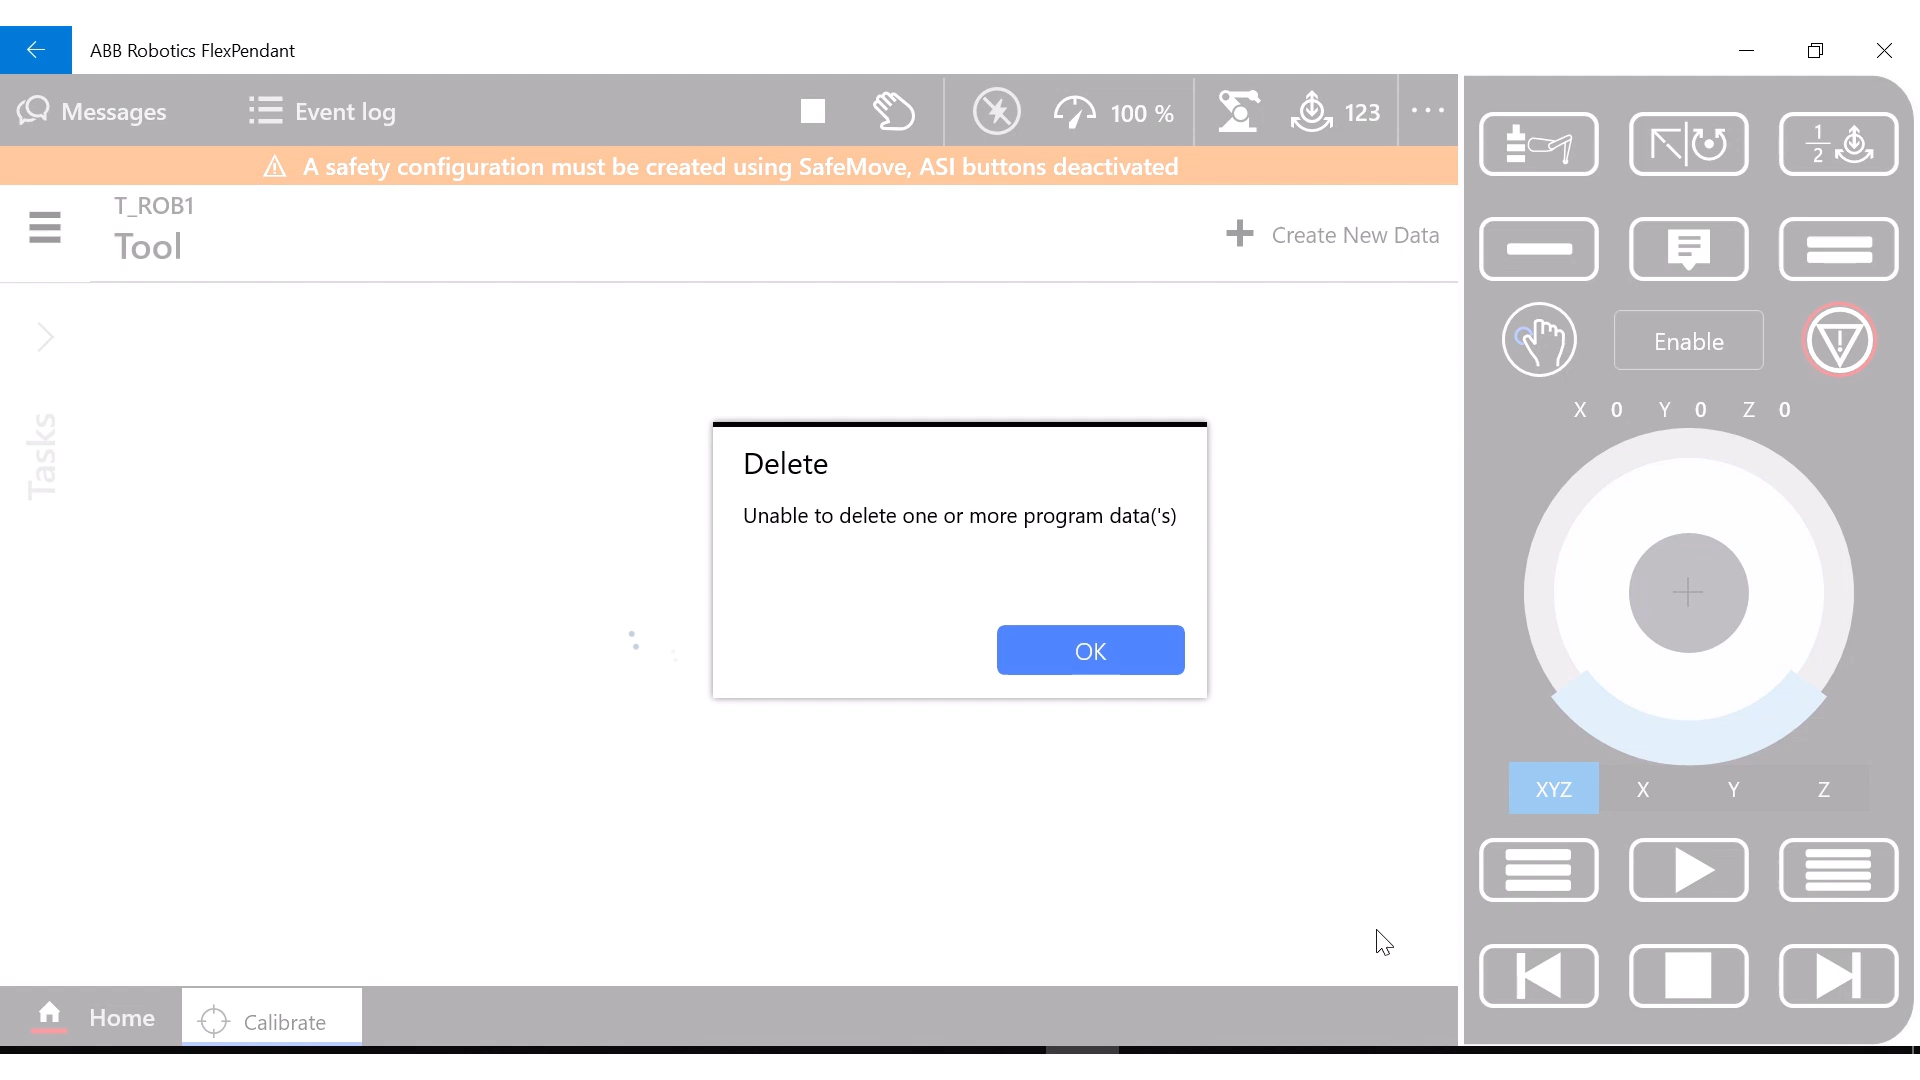 ABB Robotics FlexPendant
Messages
Event log
100 %
123
...
A safety configuration must be created using SafeMove, ASI buttons deactivated
T_ROB1
Tool
Create New Data
Tasks
Delete
Unable to delete one or more program data('s)
OK
1
2
Enable
X 0 Y 0 Z 0
XYZ X Y Z
Home
Calibrate